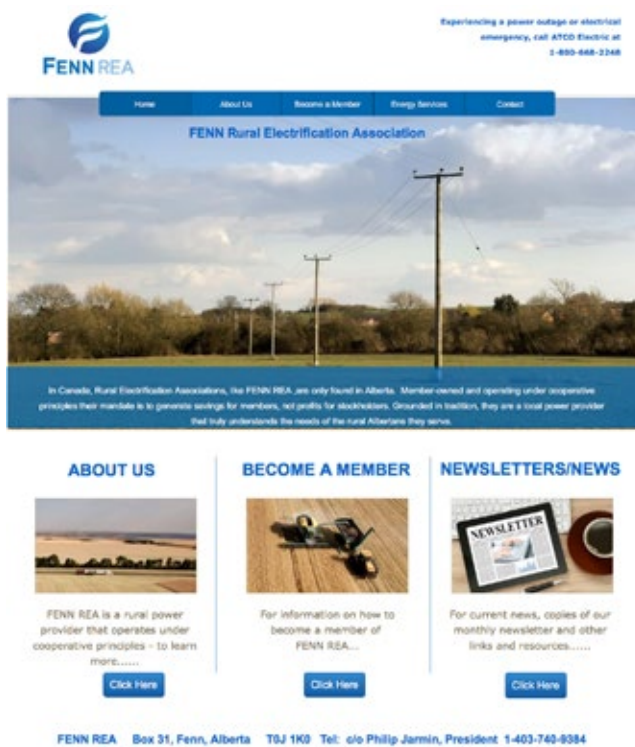 Experiencing a power outage or electrical
emergency, call ATCO Electric at
1-800-668-2248
FENN REA
Home About Us Become a Member Energy Services Contact
FENN Rural Electrification Association
In Canada, Rural Electrification Associations, like FENN REA ,are only found in Alberta. Member-owned and operating under cooperative
principles their mandate is to generate savings for members, not profits for stockholders. Grounded in tradition, they are a local power provider
that truly understands the needs of the rural Albertans they serve.
ABOUT US
BECOME A MEMBER
NEWSLETTERS/NEWS
NEWSLETTER
FENN REA is a rural power
provider that operates under
cooperative principles - to learn
more......
Click Here
For information on how to
become a member of
FENN REA...
Click Here
For current news, copies of our
monthly newsletter and other
links and resources......
Click Here
FENN REA Box 31, Fenn, Alberta T0J 1K0 Tel: c/o Philip Jarmin, President 1-403-740-9384